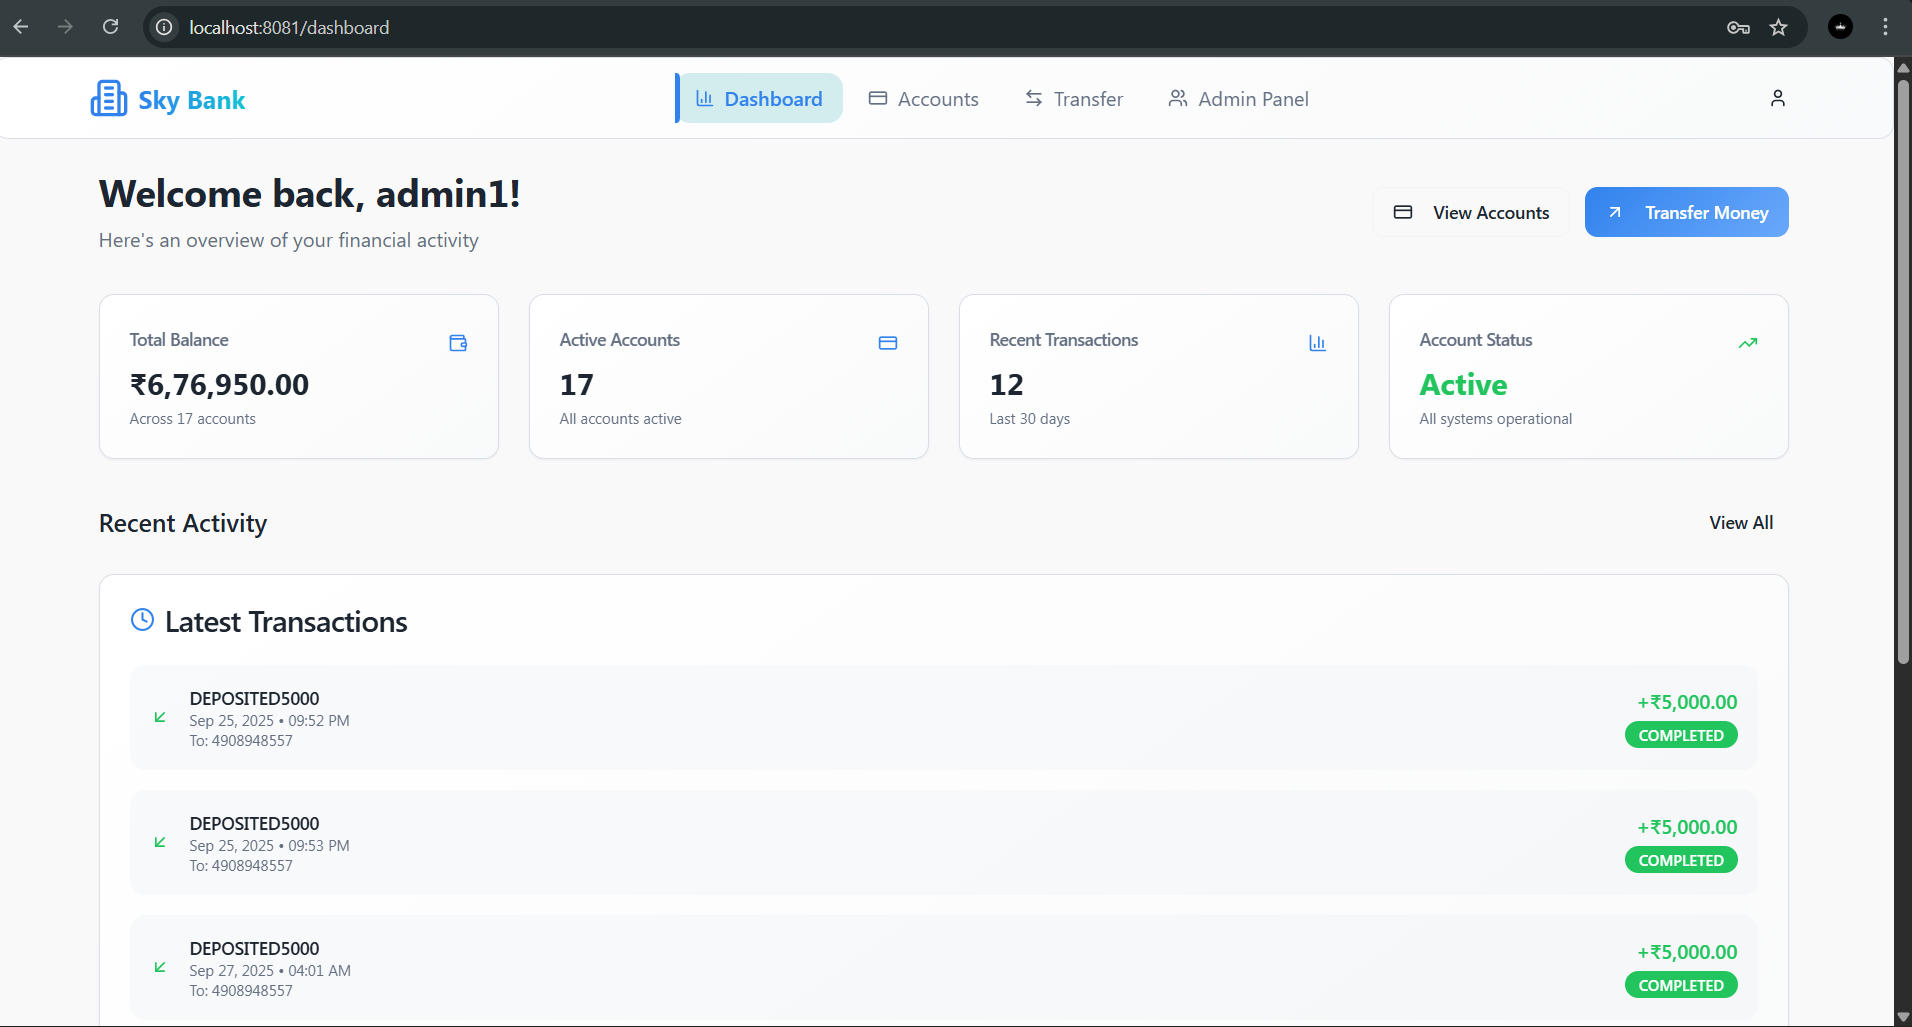 localhost:8081/dashboard
Sky Bank
Dashboard
Accounts
Transfer
Admin Panel
Welcome back, admin1!
Here's an overview of your financial activity
View Accounts
Transfer Money
Total Balance
₹6,76,950.00
Across 17 accounts
Active Accounts
17
All accounts active
Recent Transactions
12
Last 30 days
Account Status
Active
All systems operational
Recent Activity
View All
Latest Transactions
DEPOSITED5000
Sep 25, 2025 • 09:52 PM
To: 4908948557
+₹5,000.00
COMPLETED
DEPOSITED5000
Sep 25, 2025 • 09:53 PM
To: 4908948557
+₹5,000.00
COMPLETED
DEPOSITED5000
Sep 27, 2025 • 04:01 AM
To: 4908948557
+₹5,000.00
COMPLETED